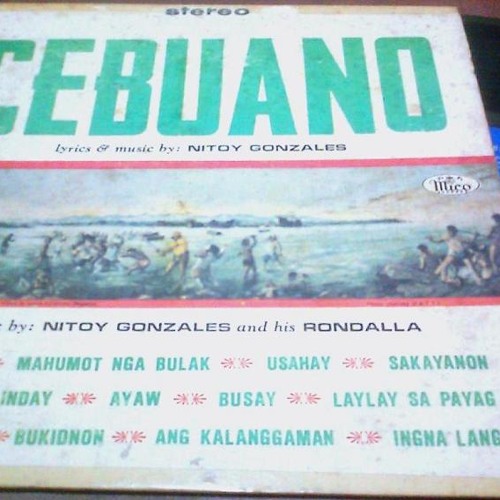 stereo
CEBUANO
lyrics & music by: NITOY GONZALES
Mico
by: NITOY GONZALES and his RONDALLA
MAHUMOT NGA BULAK USAHAY SAKAYANON
INDAY AYAW BUSAY LAYLAY SA PAYAG
BUKIDNON ANG KALANGGAMAN INGNA LANG